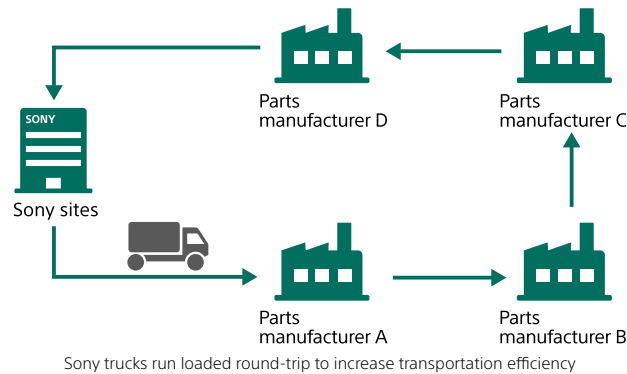 Parts
manufacturer D
Parts
manufacturer C
SONY
Sony sites
Parts
manufacturer A
Parts
manufacturer B
Sony trucks run loaded round-trip to increase transportation efficiency